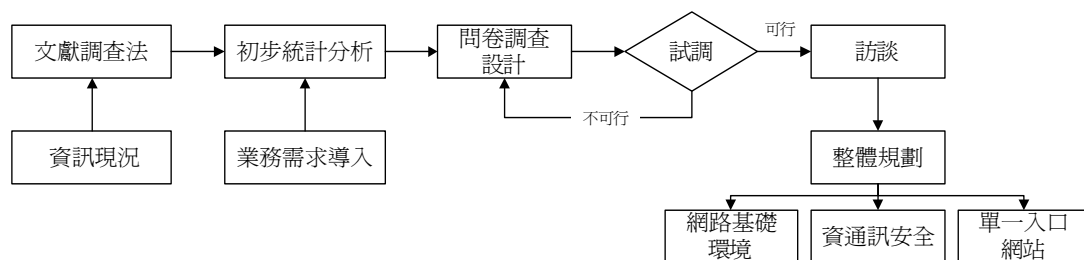 文獻調查法
初步統計分析
問卷調查
設計
試調
可行
訪談
不可行
資訊現況
業務需求導入
整體規劃
網路基礎
環境
資通訊安全
單一入口
網站